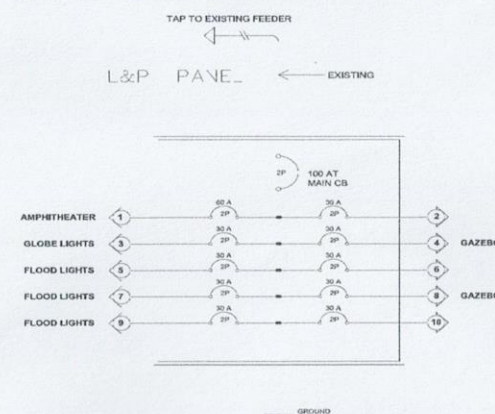 TAP TO EXISTING FEEDER
L&P PANE_ EXISTING
2P 100 AT
MAIN CB
AMPHITHEATER 1 60 A 2P 30 A 2P 2
GLOBE LIGHTS 3 30 A 2P 30 A 2P 4 GAZEBO
FLOOD LIGHTS 5 30 A 2P 30 A 2P 6
FLOOD LIGHTS 7 30 A 2P 30 A 2P 8 GAZEBO
FLOOD LIGHTS 9 30 A 2P 30 A 2P 10
GROUND